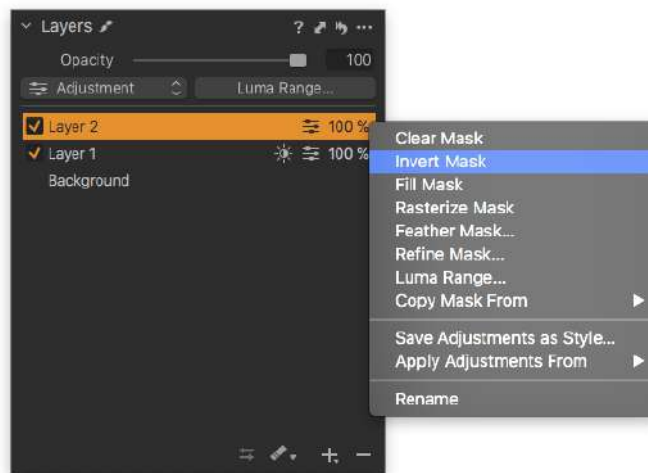 Layers ?
Opacity 100
Adjustment Luma Range...
Layer 2 100 %
Layer 1 100 %
Background
Clear Mask
Invert Mask
Fill Mask
Rasterize Mask
Feather Mask...
Refine Mask...
Luma Range...
Copy Mask From
Save Adjustments as Style...
Apply Adjustments From
Rename